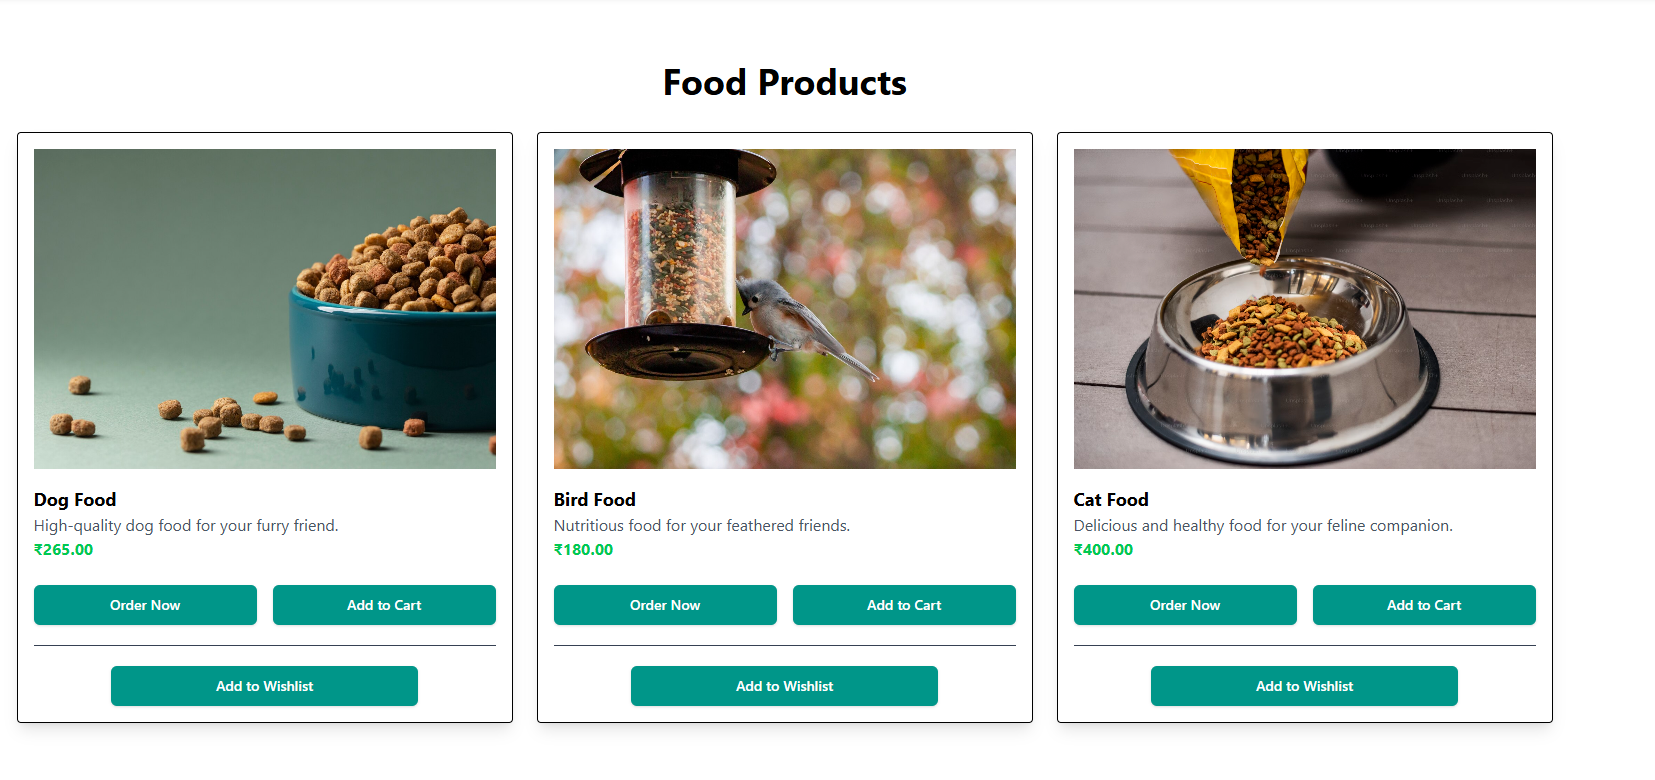 Food Products
Dog Food
High-quality dog food for your furry friend.
₹265.00
Order Now
Add to Cart
Add to Wishlist
Bird Food
Nutritious food for your feathered friends.
₹180.00
Order Now
Add to Cart
Add to Wishlist
Cat Food
Delicious and healthy food for your feline companion.
₹400.00
Order Now
Add to Cart
Add to Wishlist